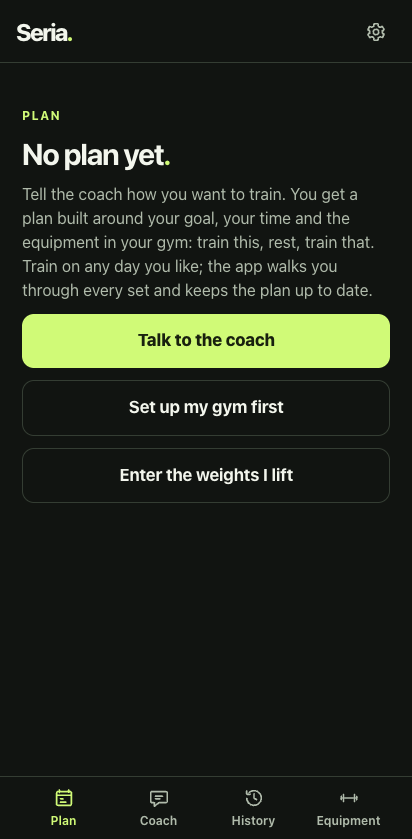 Seria.
PLAN
No plan yet.
Tell the coach how you want to train. You get a
plan built around your goal, your time and the
equipment in your gym: train this, rest, train that.
Train on any day you like; the app walks you
through every set and keeps the plan up to date.
Talk to the coach
Set up my gym first
Enter the weights I lift
Plan
Coach
History
Equipment